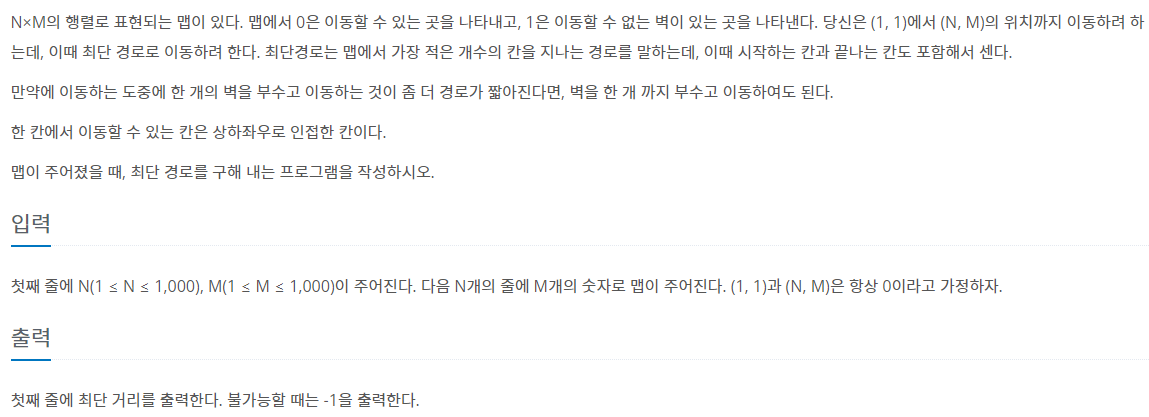 N×M의 행렬로 표현되는 맵이 있다. 맵에서 0은 이동할 수 있는 곳을 나타내고, 1은 이동할 수 없는 벽이 있는 곳을 나타낸다. 당신은 (1, 1)에서 (N, M)의 위치까지 이동하려 하
는데, 이때 최단 경로로 이동하려 한다. 최단경로는 맵에서 가장 적은 개수의 칸을 지나는 경로를 말하는데, 이때 시작하는 칸과 끝나는 칸도 포함해서 센다.
만약에 이동하는 도중에 한 개의 벽을 부수고 이동하는 것이 좀 더 경로가 짧아진다면, 벽을 한 개 까지 부수고 이동하여도 된다.
한 칸에서 이동할 수 있는 칸은 상하좌우로 인접한 칸이다.
맵이 주어졌을 때, 최단 경로를 구해 내는 프로그램을 작성하시오.
입력
첫째 줄에 N(1 ≤ N ≤ 1,000), M(1 ≤ M ≤ 1,000)이 주어진다. 다음 N개의 줄에 M개의 숫자로 맵이 주어진다. (1, 1)과 (N, M)은 항상 0이라고 가정하자.
출력
첫째 줄에 최단 거리를 출력한다. 불가능할 때는 -1을 출력한다.